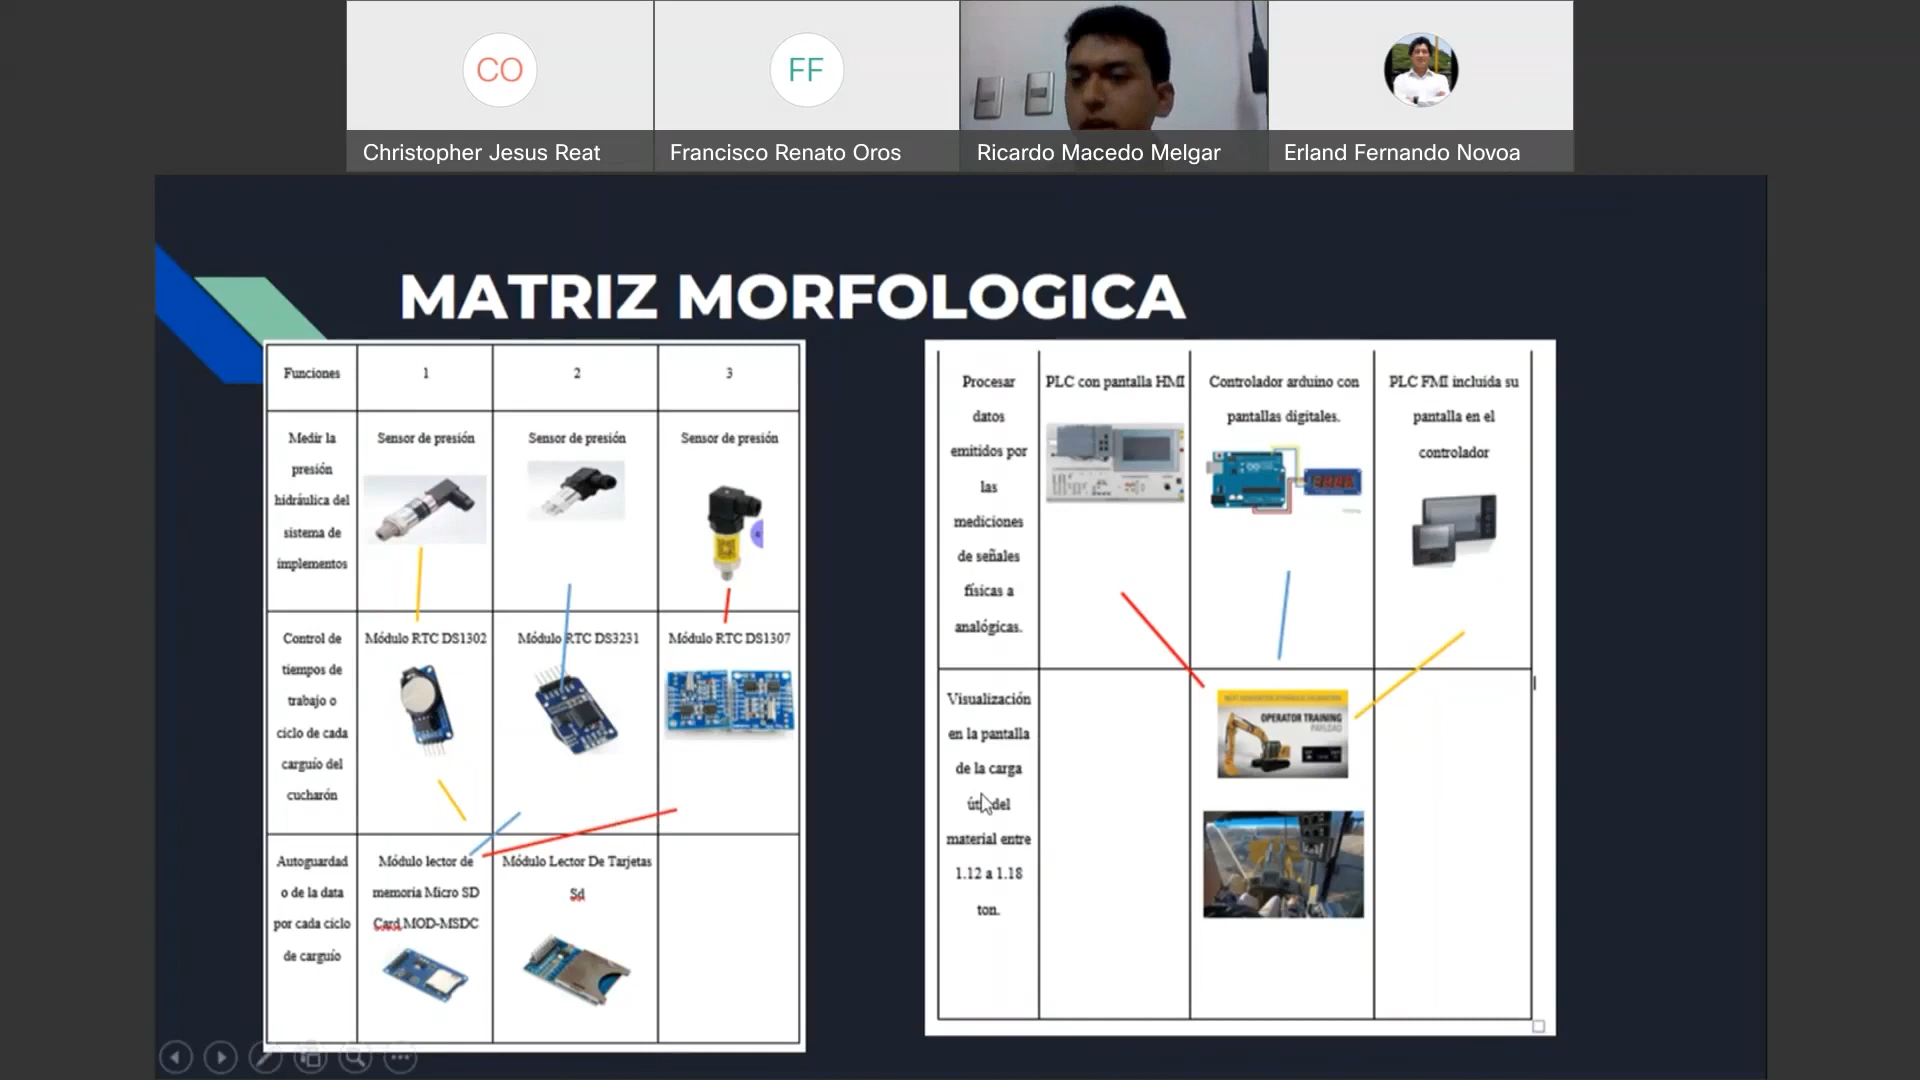 CO
FF
Christopher Jesus Reat
Francisco Renato Oros
Ricardo Macedo Melgar
Erland Fernando Novoa
MATRIZ MORFOLOGICA
Funciones
1
2
3
Medir la
presión
hidráulica del
sistema de
implementos
Sensor de presión
Sensor de presión
Sensor de presión
Control de
tiempos de
trabajo o
ciclo de cada
carguío del
cucharón
Módulo RTC DS1302
Módulo RTC DS3231
Módulo RTC DS1307
Autoguardad
o de la data
por cada ciclo
de carguío
Módulo lector de
memoria Micro SD
Card MOD-MSDC
Módulo Lector De Tarjetas
Sd
Procesar
datos
emitidos por
las
mediciones
de señales
físicas a
analógicas.
PLC con pantalla HMI
Controlador arduino con
pantallas digitales.
PLC FMI incluida su
pantalla en el
controlador
Visualización
en la pantalla
de la carga
útil del
material entre
1.12 a 1.18
ton.
OPERATOR TRAINING
PAYLOAD